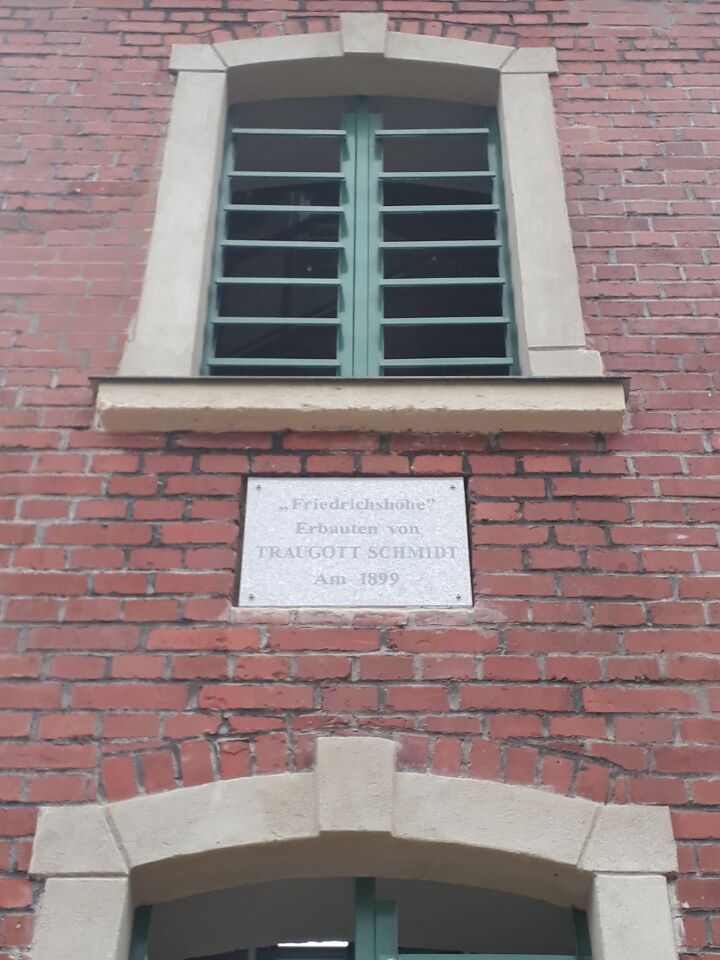 „Friedrichshöhe”
Erbauten von
TRAUGOTT SCHMIDT
Am 1899